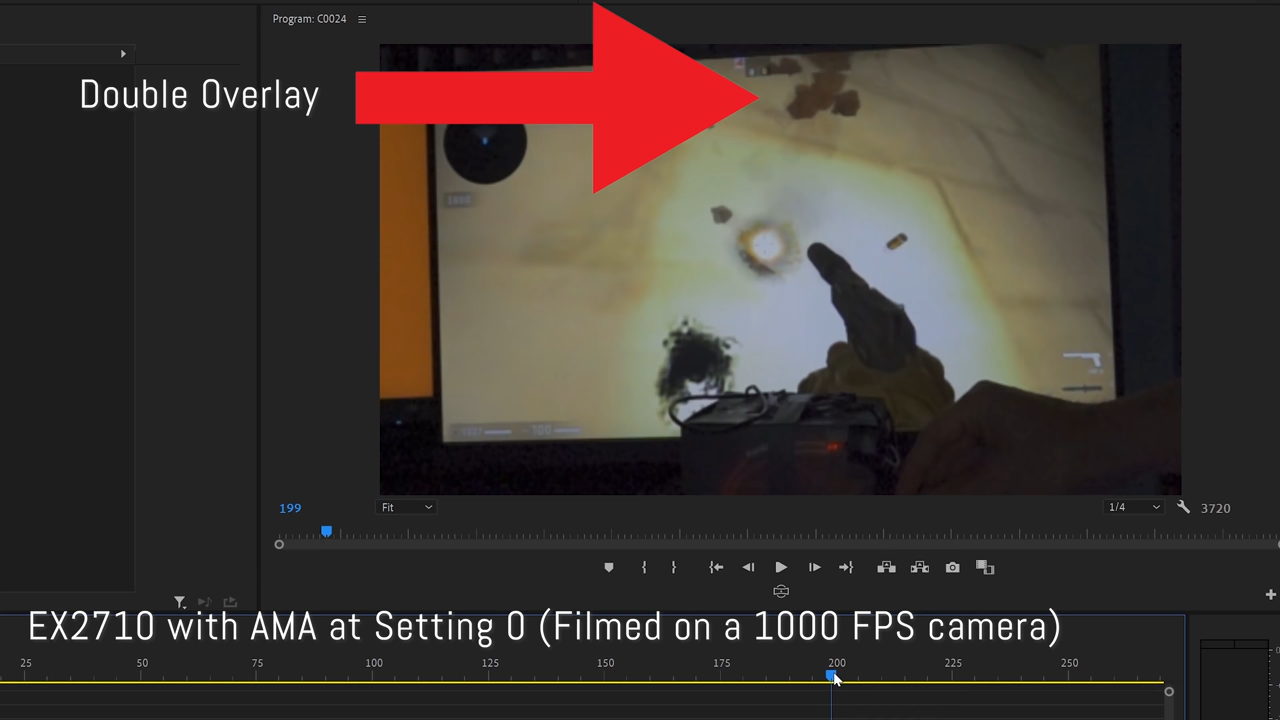 Program: C0024
Double Overlay
199
Fit
1/4
3720
EX2710 with AMA at Setting 0 (Filmed on a 1000 FPS camera)
25 50 75 100 125 150 175 200 225 250